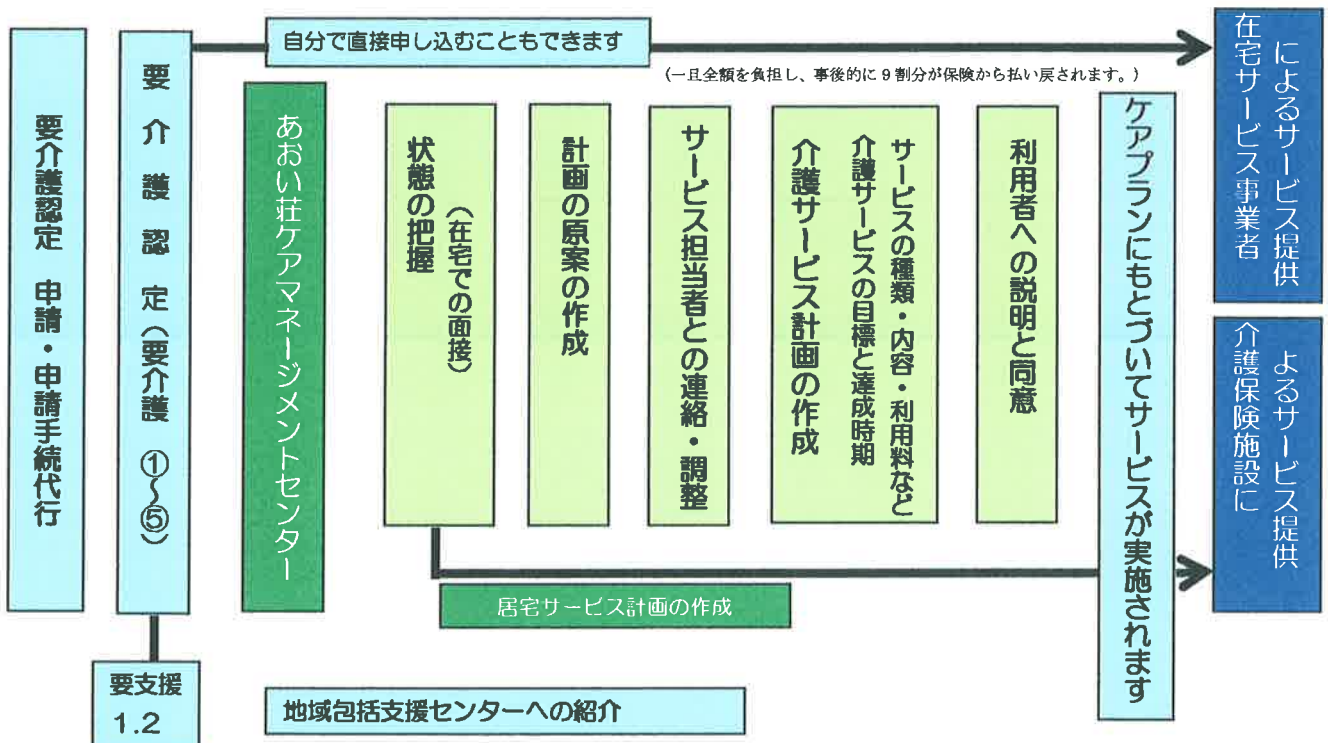 要介護認定 申請・申請手続代行
要介護認定(要介護 ①~⑤)
要支援
1.2
自分で直接申し込むこともできます
(一旦全額を負担し、事後的に9割分が保険から払い戻されます。)
あおい荘ケアマネージメントセンター
状態の把握
(在宅での面接)
計画の原案の作成
サービス担当者との連絡・調整
介護サービス計画の作成
介護サービスの目標と達成時期
サービスの種類・内容・利用料など
利用者への説明と同意
居宅サービス計画の作成
地域包括支援センターへの紹介
ケアプランにもとづいてサービスが実施されます
在宅サービス事業者
によるサービス提供
介護保険施設に
よるサービス提供